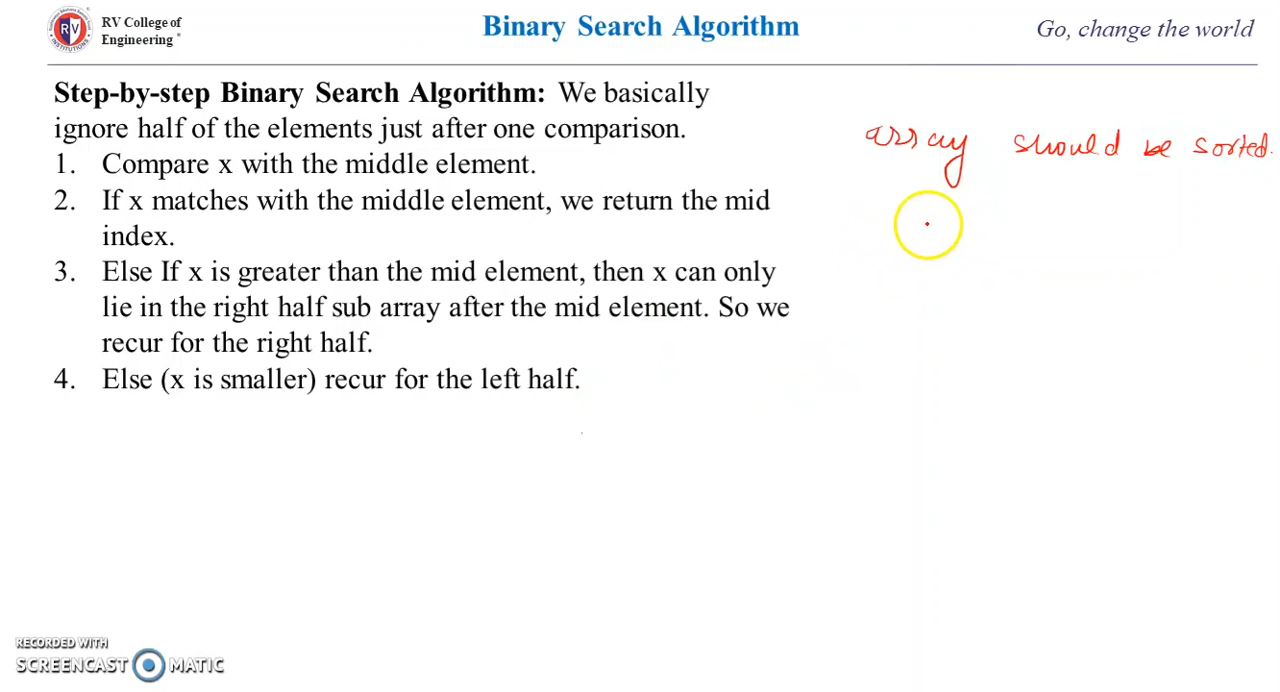 RV College of
Engineering
Binary Search Algorithm
Go, change the world
Step-by-step Binary Search Algorithm: We basically
ignore half of the elements just after one comparison.
1. Compare x with the middle element.
2. If x matches with the middle element, we return the mid
index.
3. Else If x is greater than the mid element, then x can only
lie in the right half sub array after the mid element. So we
recur for the right half.
4. Else (x is smaller) recur for the left half.
array should be sorted.
RECORDED WITH
SCREENCAST MATIC